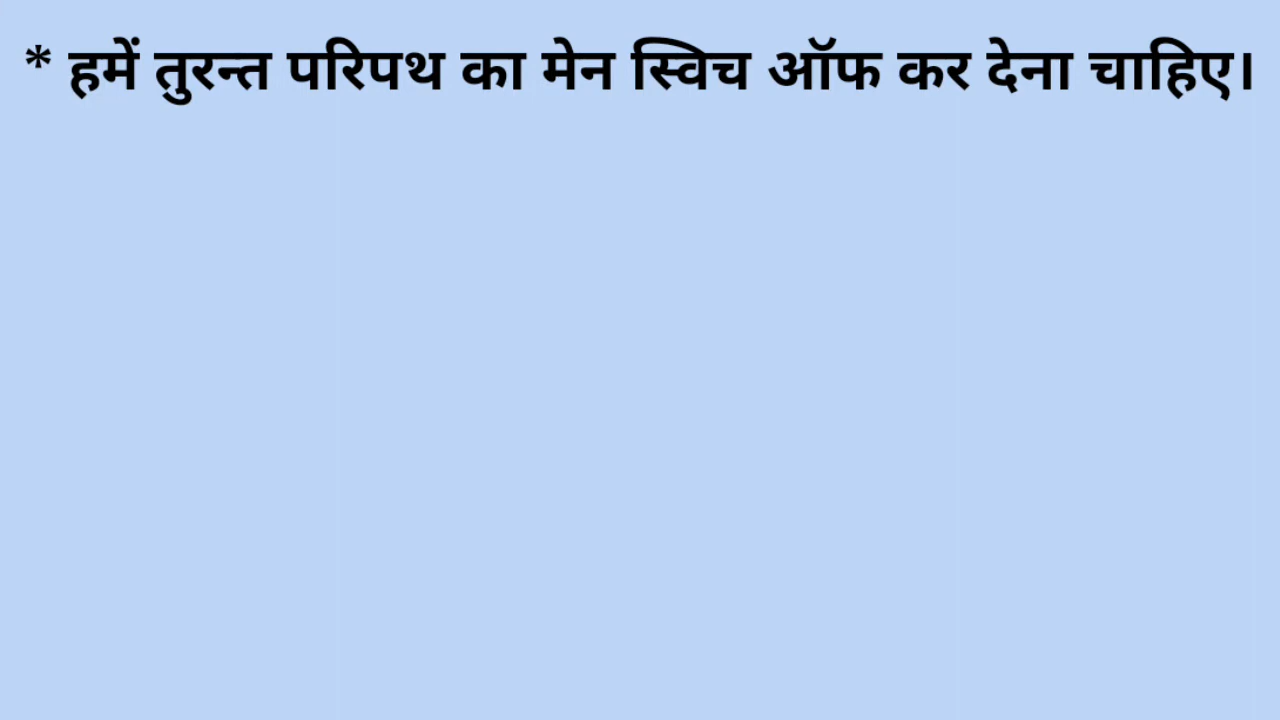 * हमें तुरन्त परिपथ का मेन स्विच ऑफ कर देना चाहिए।